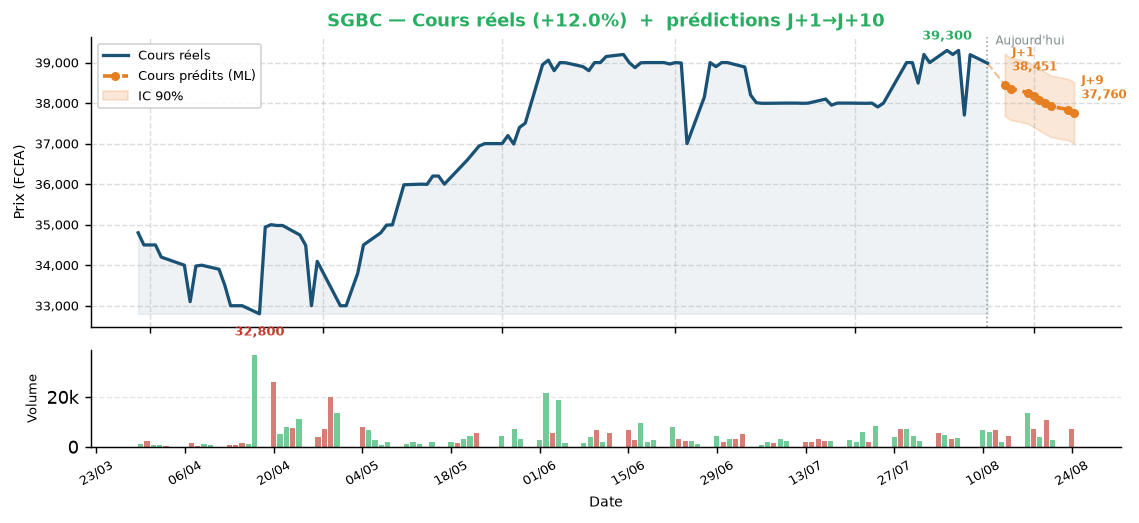 SGBC — Cours réels (+12.0%)  +  prédictions J+1→J+10
Cours réels
Cours prédits (ML)
IC 90%
39,300
Aujourd'hui
J+1
38,451
J+9
37,760
32,800
Prix (FCFA)
39,000
38,000
37,000
36,000
35,000
34,000
33,000
Volume
20k
0
23/03
06/04
20/04
04/05
18/05
01/06
15/06
29/06
13/07
27/07
10/08
24/08
Date